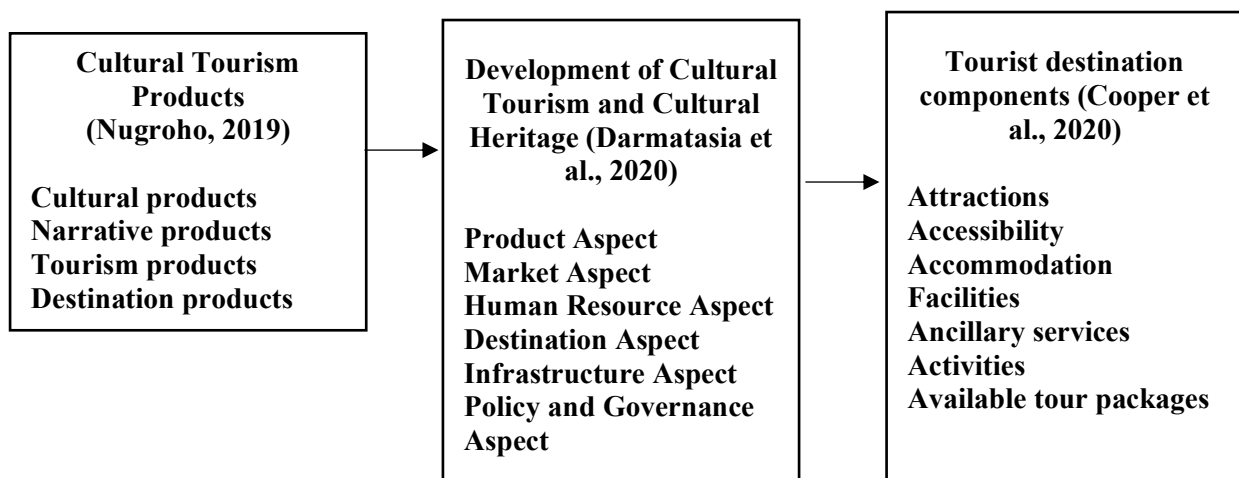 Cultural Tourism
Products
(Nugroho, 2019)
Cultural products
Narrative products
Tourism products
Destination products
Development of Cultural
Tourism and Cultural
Heritage (Darmatasia et
al., 2020)
Product Aspect
Market Aspect
Human Resource Aspect
Destination Aspect
Infrastructure Aspect
Policy and Governance
Aspect
Tourist destination
components (Cooper et
al., 2020)
Attractions
Accessibility
Accommodation
Facilities
Ancillary services
Activities
Available tour packages